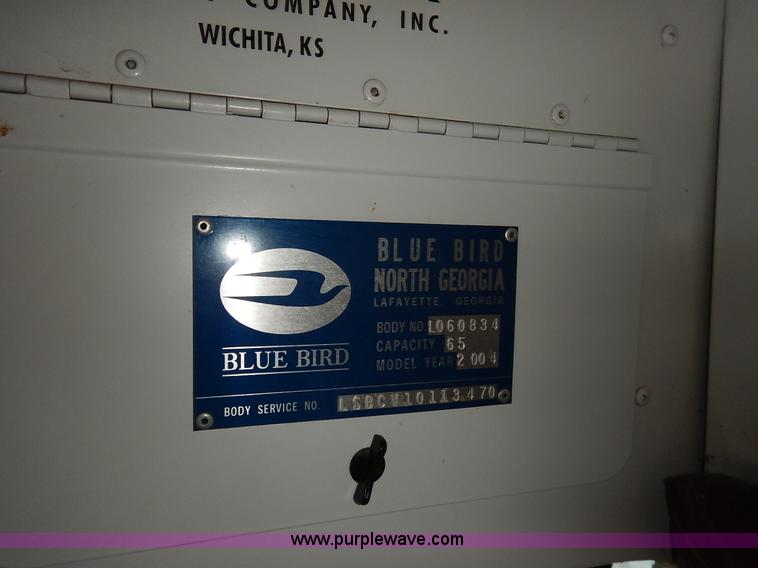 COMPANY, INC.
WICHITA, KS
BLUE BIRD
NORTH GEORGIA
LAFAYETTE, GEORGIA
BODY NO. L060834
CAPACITY 65
MODEL YEAR 2004
BLUE BIRD
BODY SERVICE NO.
www.purplewave.com